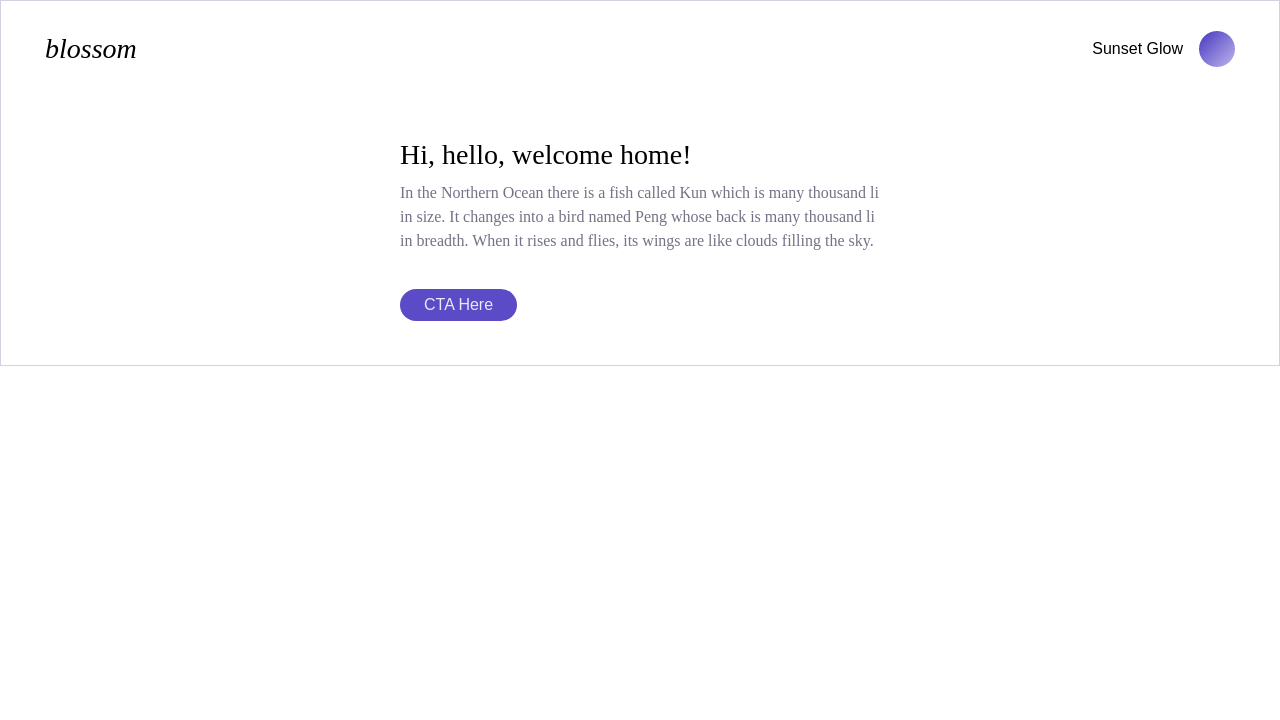 blossom
Sunset Glow
Hi, hello, welcome home!
In the Northern Ocean there is a fish called Kun which is many thousand li
in size. It changes into a bird named Peng whose back is many thousand li
in breadth. When it rises and flies, its wings are like clouds filling the sky.
CTA Here